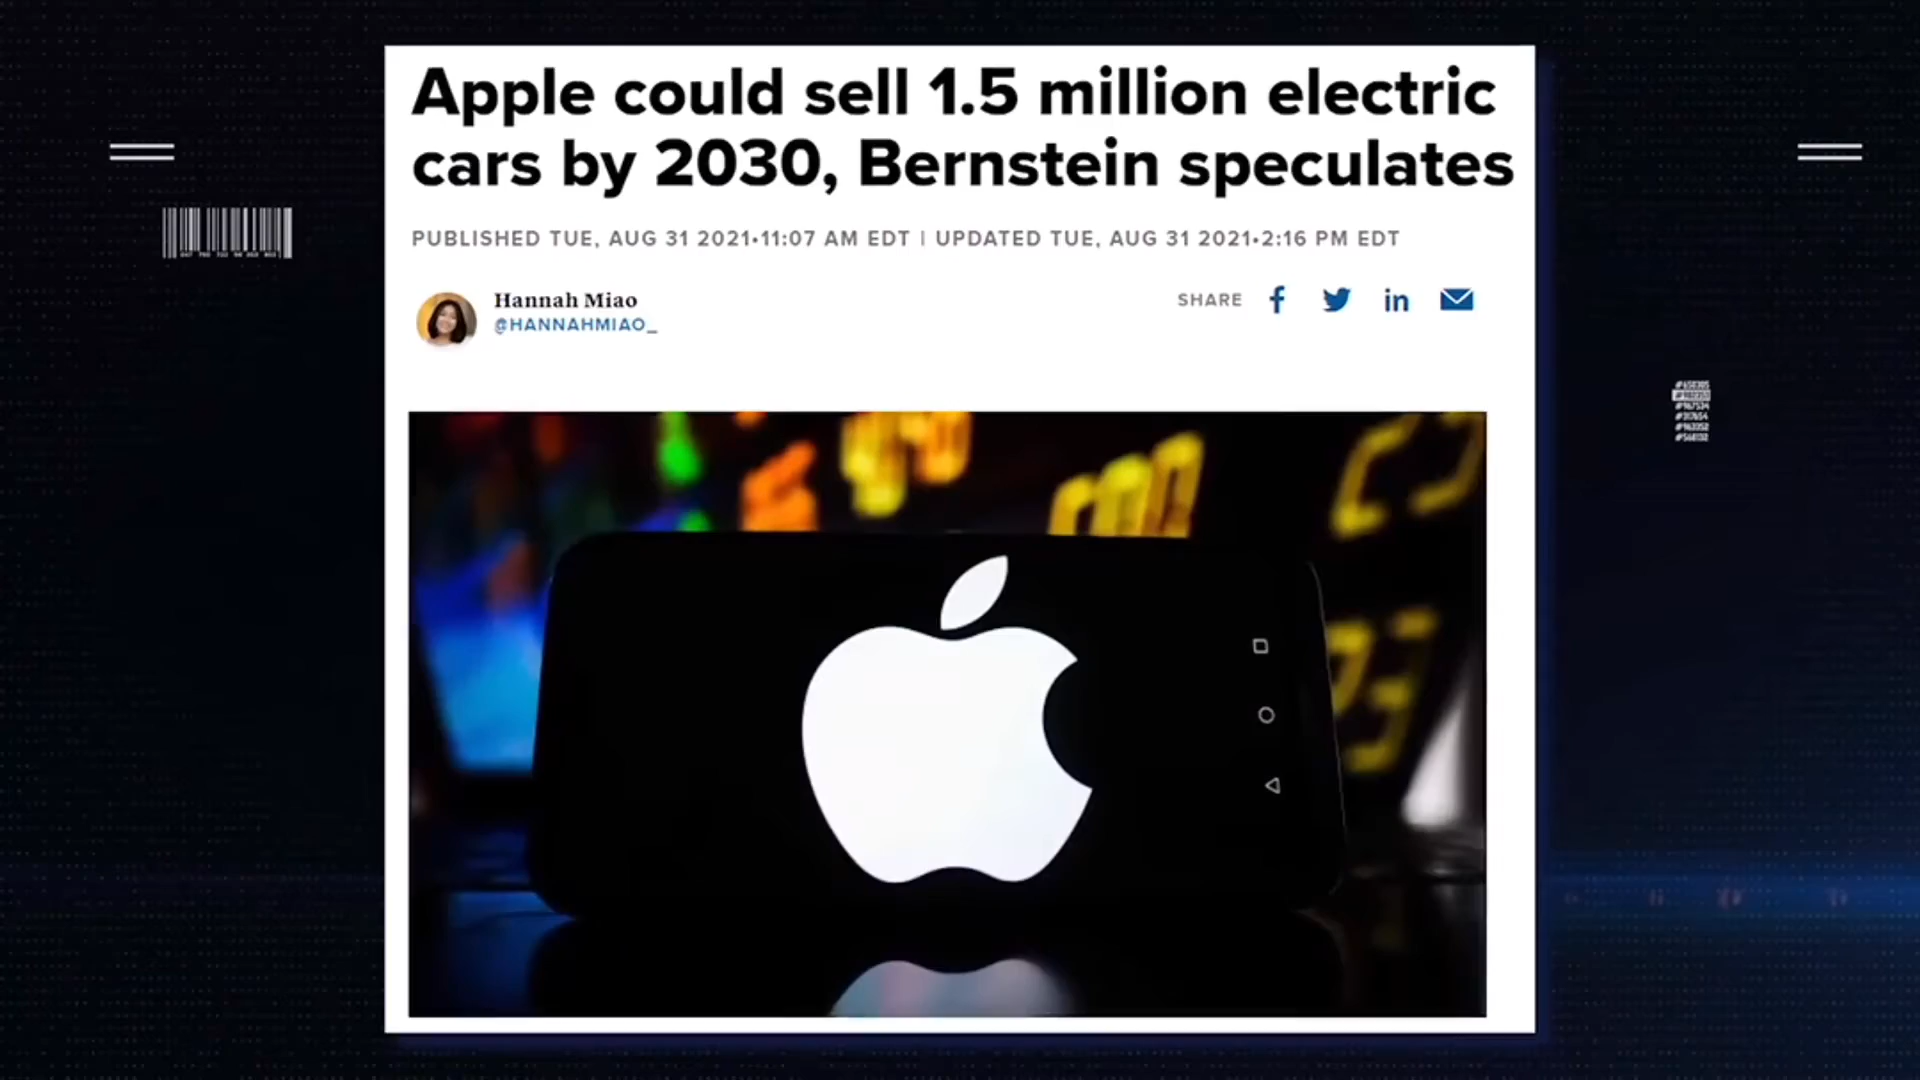 Apple could sell 1.5 million electric
cars by 2030, Bernstein speculates
PUBLISHED TUE, AUG 31 2021•11:07 AM EDT | UPDATED TUE, AUG 31 2021•2:16 PM EDT
Hannah Miao
@HANNAHMIAO_
SHARE